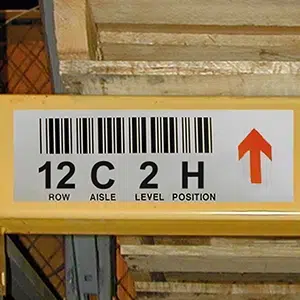 12 C 2 H
ROW AISLE LEVEL POSITION